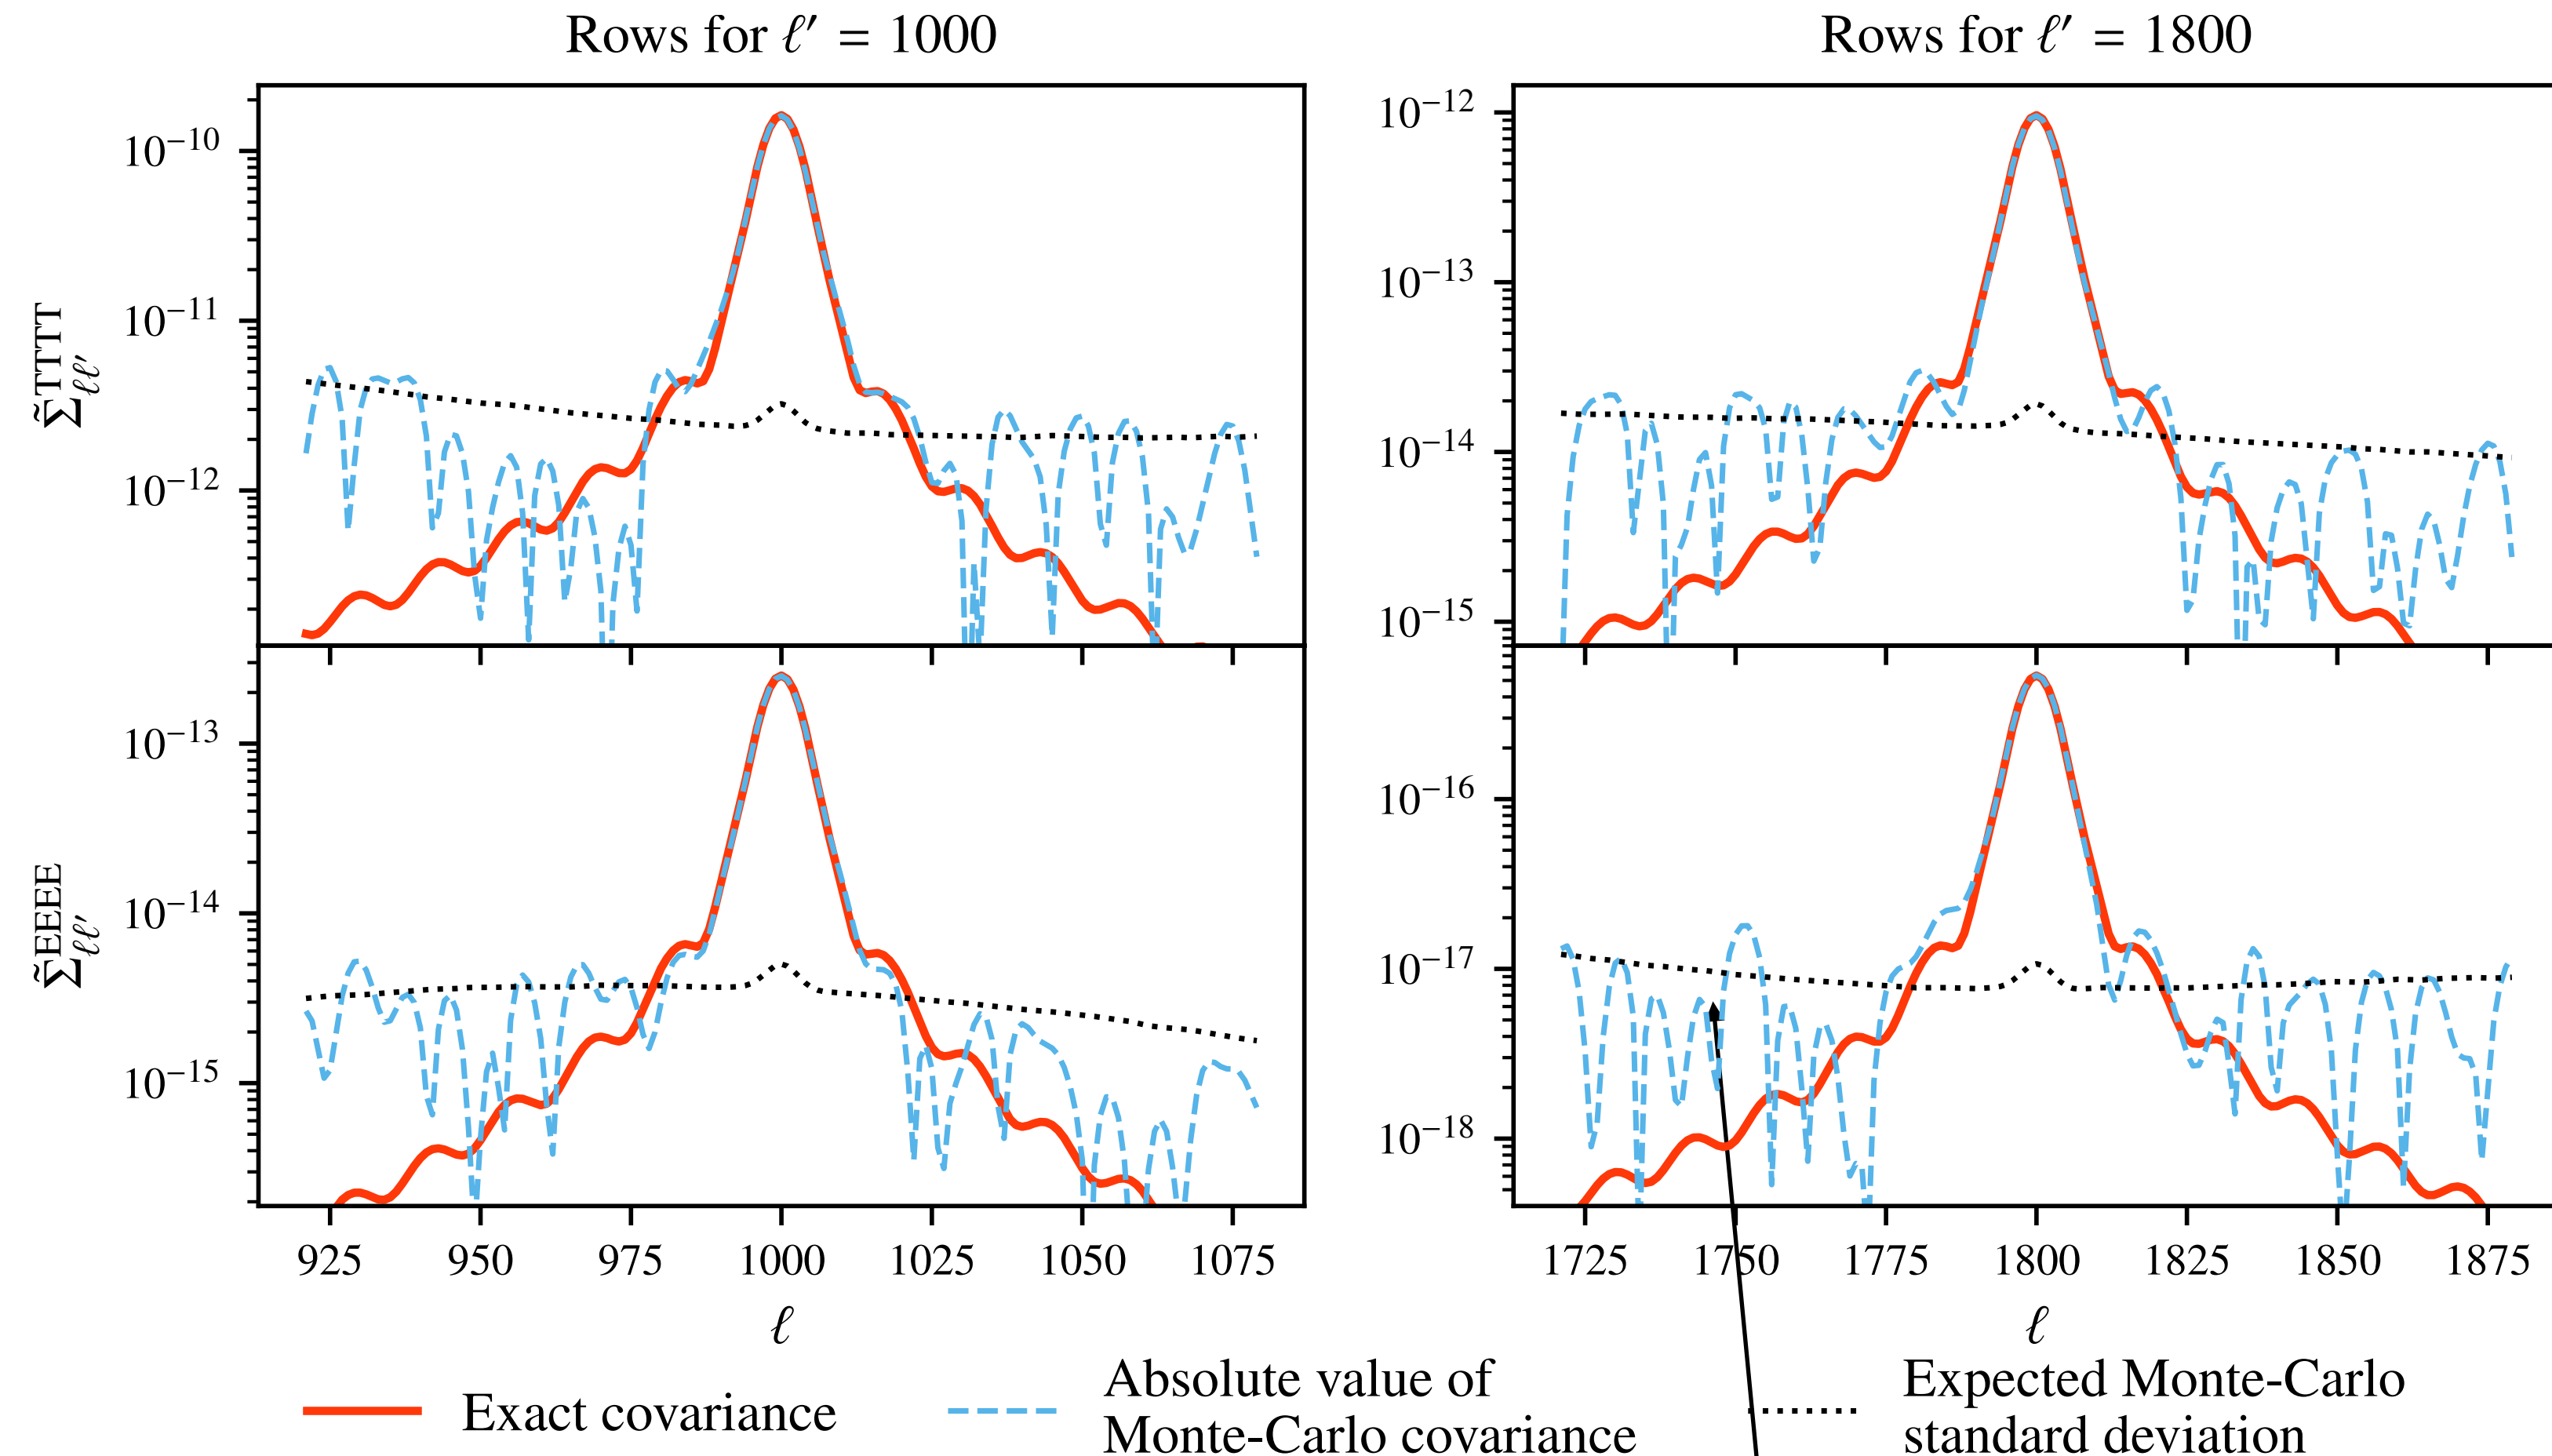 Rows for ℓ′ = 1000
Rows for ℓ′ = 1800
Σ̃^TTTT_ℓℓ′
10⁻¹⁰
10⁻¹¹
10⁻¹²
10⁻¹²
10⁻¹³
10⁻¹⁴
10⁻¹⁵
Σ̃^EEEE_ℓℓ′
10⁻¹³
10⁻¹⁴
10⁻¹⁵
10⁻¹⁶
10⁻¹⁷
10⁻¹⁸
925 950 975 1000 1025 1050 1075
1725 1750 1775 1800 1825 1850 1875
ℓ
ℓ
Exact covariance
Absolute value of
Monte-Carlo covariance
Expected Monte-Carlo
standard deviation